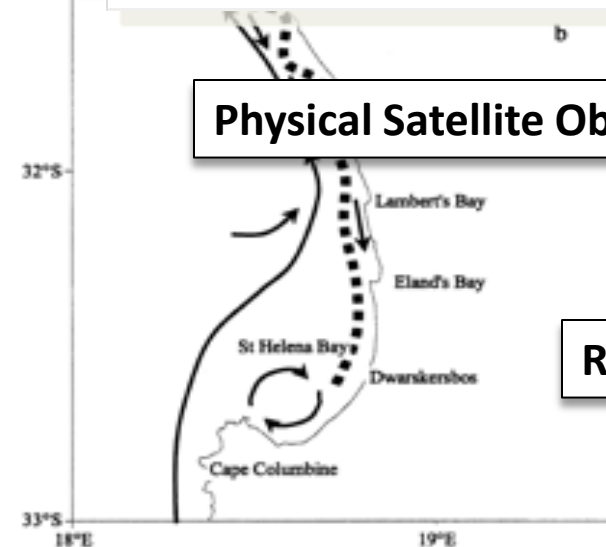 b
Physical Satellite Ob
32°S
Lambert's Bay
Eland's Bay
St Helena Bay
R
Dwarskersbos
Cape Columbine
33°S
18°E
19°E